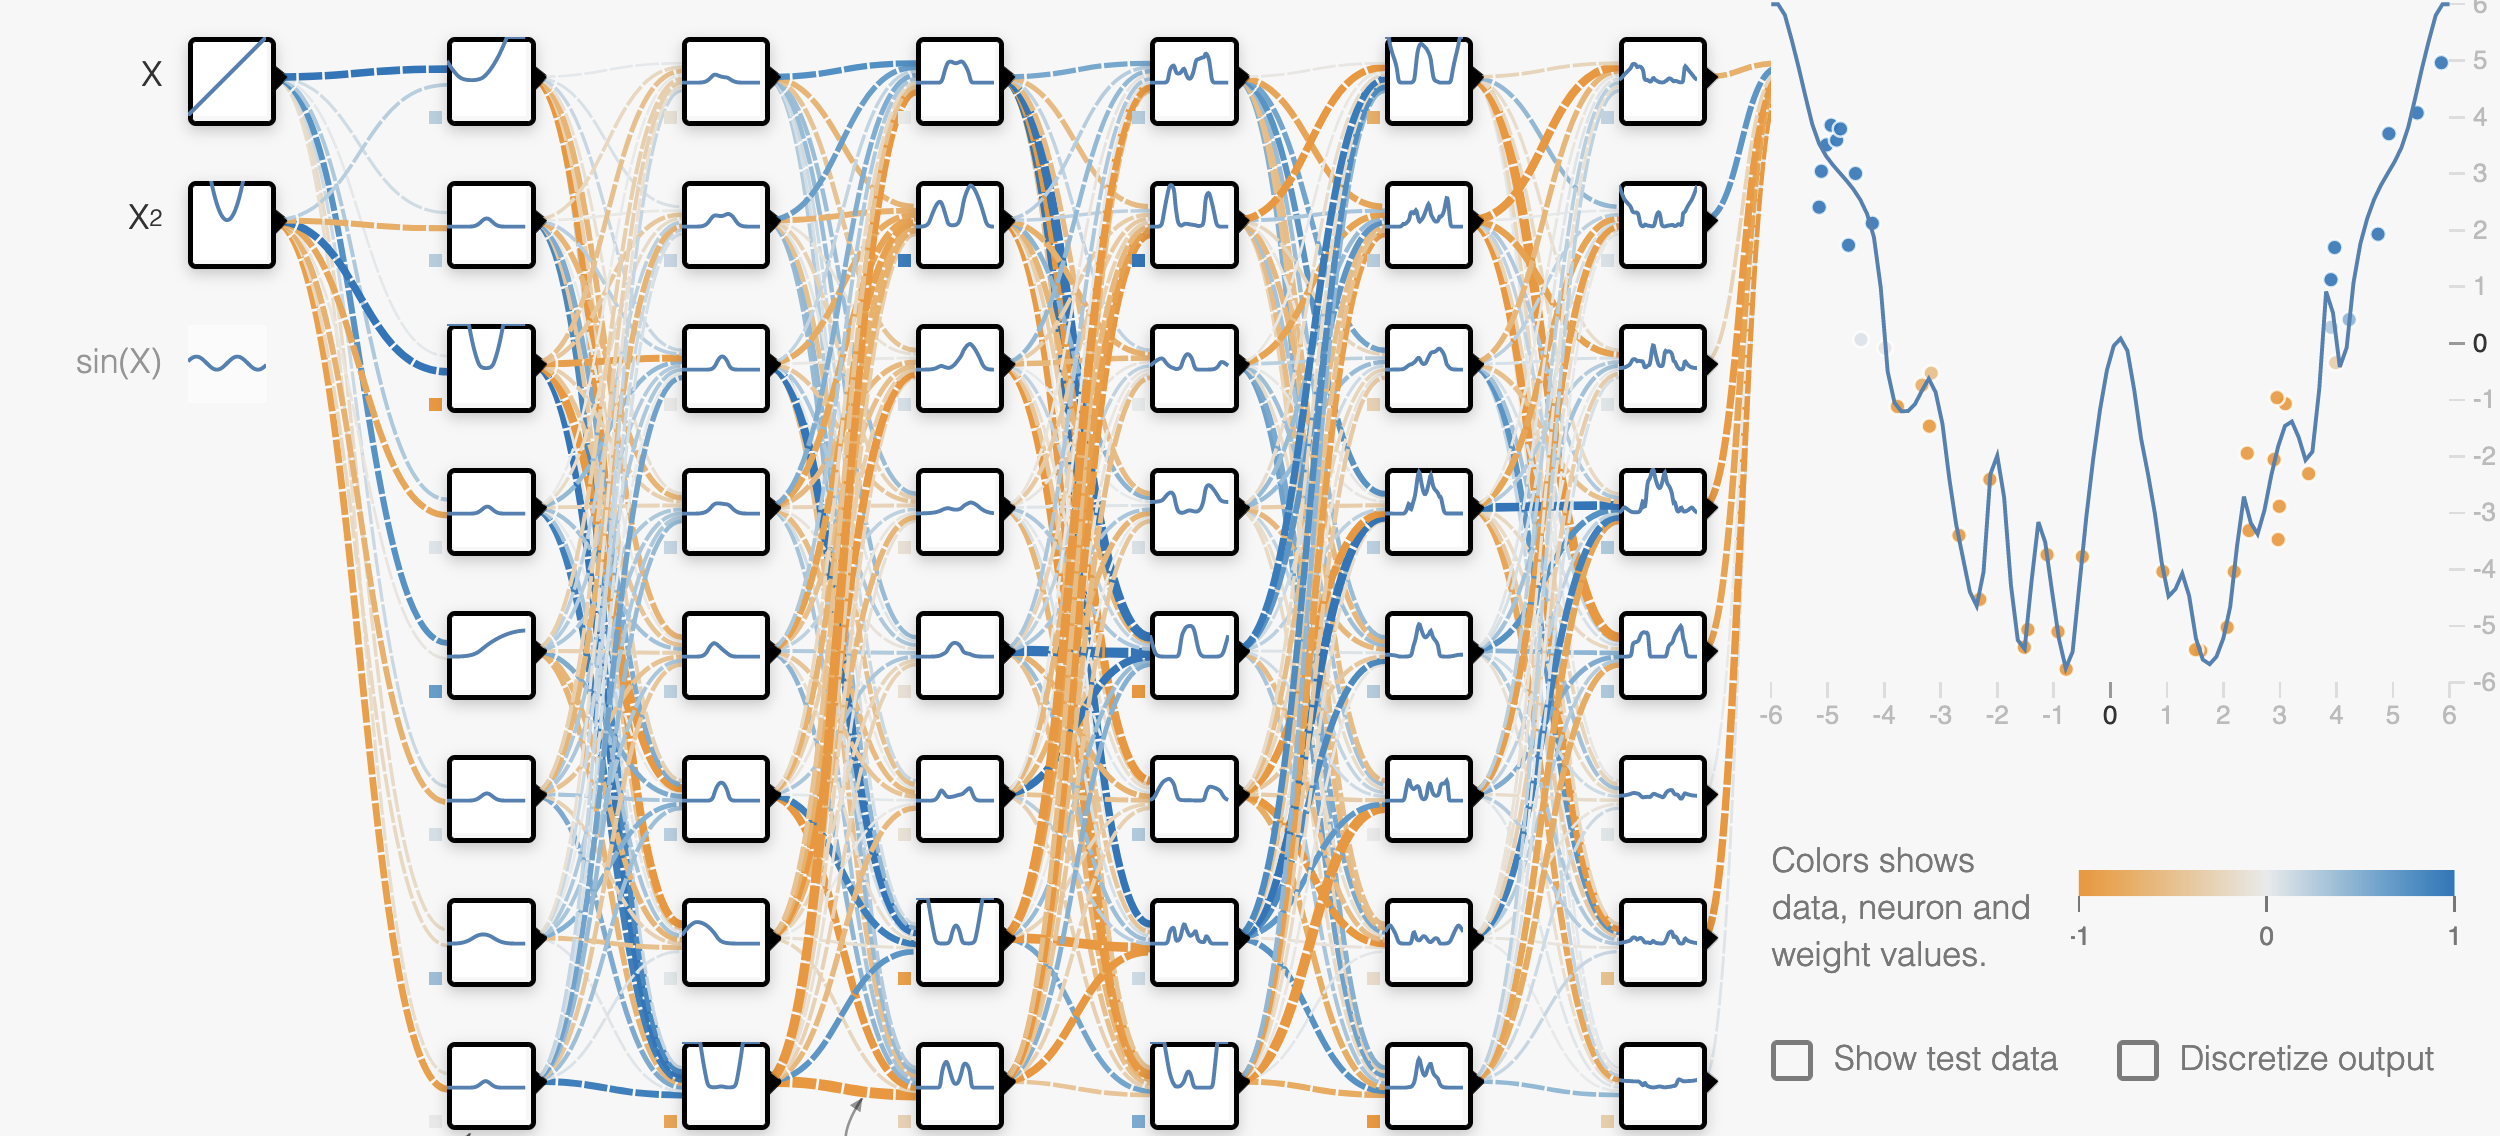 X
X2
sin(X)
6
5
4
3
2
1
0
-1
-2
-3
-4
-5
-6
-6 -5 -4 -3 -2 -1 0 1 2 3 4 5 6
Colors shows
data, neuron and
weight values.
-1 0 1
Show test data
Discretize output